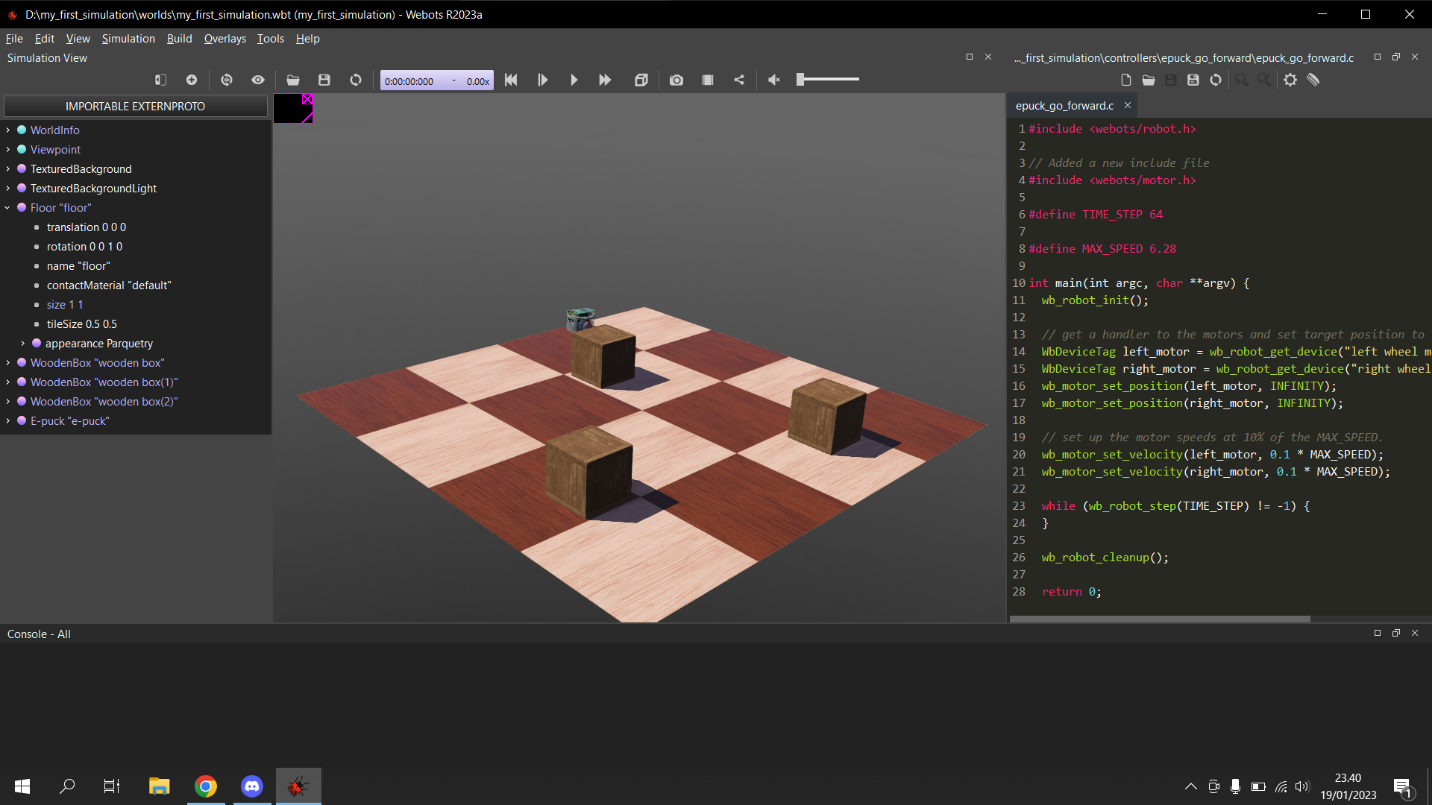 D:\my_first_simulation\worlds\my_first_simulation.wbt (my_first_simulation) - Webots R2023a
File Edit View Simulation Build Overlays Tools Help
Simulation View
..._first_simulation\controllers\epuck_go_forward\epuck_go_forward.c
0:00:00:000 - 0.00x
IMPORTABLE EXTERNPROTO
WorldInfo
Viewpoint
TexturedBackground
TexturedBackgroundLight
Floor "floor"
translation 0 0 0
rotation 0 0 1 0
name "floor"
contactMaterial "default"
size 1 1
tileSize 0.5 0.5
appearance Parquetry
WoodenBox "wooden box"
WoodenBox "wooden box(1)"
WoodenBox "wooden box(2)"
E-puck "e-puck"
epuck_go_forward.c
1 #include <webots/robot.h>
2
3 // Added a new include file
4 #include <webots/motor.h>
5
6 #define TIME_STEP 64
7
8 #define MAX_SPEED 6.28
9
10 int main(int argc, char **argv) {
11 wb_robot_init();
12
13 // get a handler to the motors and set target position to
14 WbDeviceTag left_motor = wb_robot_get_device("left wheel m
15 WbDeviceTag right_motor = wb_robot_get_device("right wheel
16 wb_motor_set_position(left_motor, INFINITY);
17 wb_motor_set_position(right_motor, INFINITY);
18
19 // set up the motor speeds at 10% of the MAX_SPEED.
20 wb_motor_set_velocity(left_motor, 0.1 * MAX_SPEED);
21 wb_motor_set_velocity(right_motor, 0.1 * MAX_SPEED);
22
23 while (wb_robot_step(TIME_STEP) != -1) {
24 }
25
26 wb_robot_cleanup();
27
28 return 0;
Console - All
23.40
19/01/2023
1